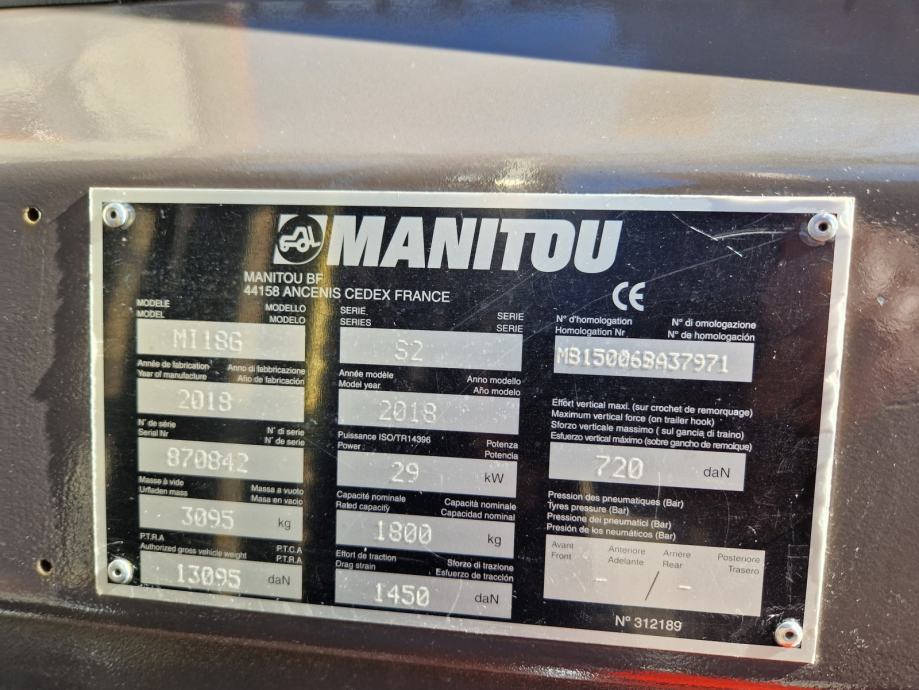 MANITOU
MANITOU BF
44158 ANCENIS CEDEX FRANCE
CE
MODELE MODELLO
MODEL MODELO
MI18G
SERIE. SERIE
SERIES SERIE
S2
N° d'homologation N° di omologazione
Homologation Nr N° de homologación
MB15006BA37971
Année de fabrication Anno di fabbricazione
Year of manufacture Año de fabricación
2018
Année modèle Anno modello
Model year Año modelo
2018
Effort vertical maxi. (sur crochet de remorquage)
Maximum vertical force (on trailer hook)
Sforzo verticale massimo ( sul gancia di traino)
Esfuerzo vertical máximo (sobre gancho de remolque)
720 daN
N° de série N° di serie
Serial Nr N° de serie
870842
Puissance ISO/TR14396 Potenza
Power : Potencia
29 kW
Masse à vide Massa a vuoto
Unladen mass Masa en vacio
3095 kg
Capacité nominale Capacità nominale
Rated capacity Capacidad nominal
1800 kg
Pression des pneumatiques (Bar)
Tyres pressure (Bar)
Pressione dei pneumatici (Bar)
Presión de los neumáticos (Bar)
Avant Anteriore Arriere Posteriore
Front Adelante Rear Trasero
- / -
P.T.R.A P.T.C.A
Authorized gross vehicle weight P.T.R.A.
13095 daN
Effort de traction Sforzo di trazione
Drag strain Esfuerzo de tracción
1450 daN
N° 312189